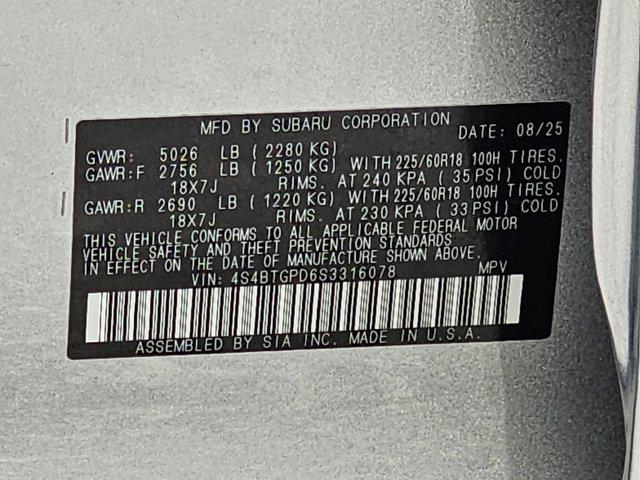 MFD BY SUBARU CORPORATION DATE: 08/25
GVWR: 5026 LB ( 2280 KG)
GAWR:F 2756 LB ( 1250 KG) WITH 225/60R18 100H TIRES.
18X7J RIMS. AT 240 KPA ( 35 PSI) COLD
GAWR:R 2690 LB ( 1220 KG) WITH 225/60R18 100H TIRES.
18X7J RIMS. AT 230 KPA ( 33 PSI) COLD
THIS VEHICLE CONFORMS TO ALL APPLICABLE FEDERAL MOTOR
VEHICLE SAFETY AND THEFT PREVENTION STANDARDS
IN EFFECT ON THE DATE OF MANUFACTURE SHOWN ABOVE.
VIN: 4S4BTGPD6S3316078 MPV
ASSEMBLED BY SIA INC. MADE IN U.S.A.